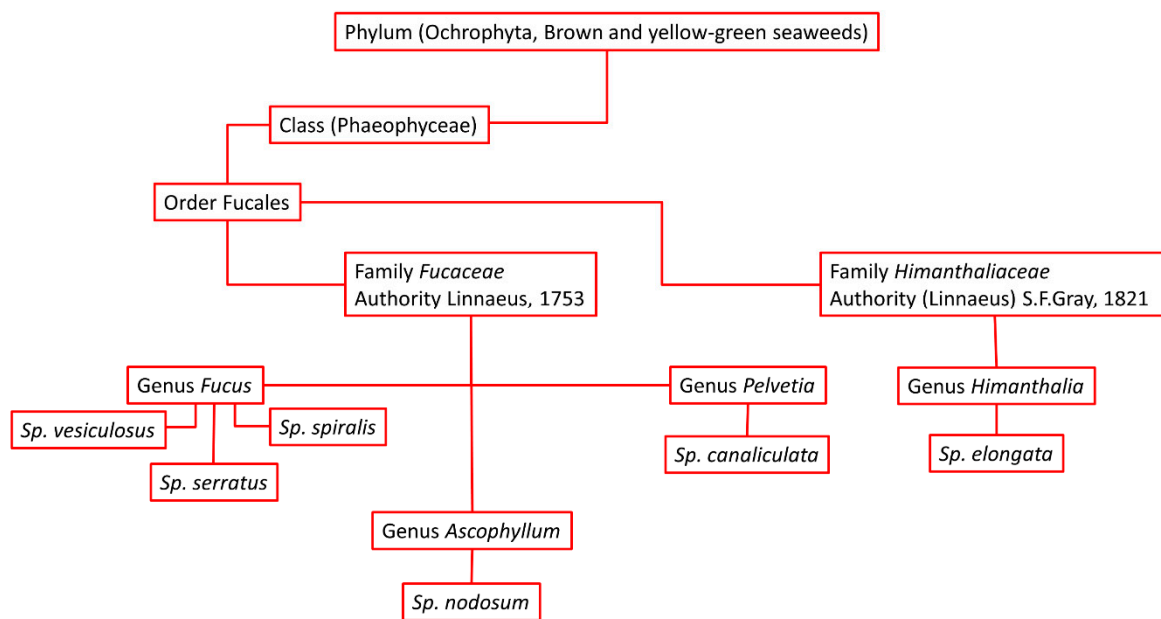 Phylum (Ochrophyta, Brown and yellow-green seaweeds)
Class (Phaeophyceae)
Order Fucales
Family Fucaceae
Authority Linnaeus, 1753
Family Himanthaliaceae
Authority (Linnaeus) S.F.Gray, 1821
Genus Fucus
Genus Pelvetia
Genus Himanthalia
Sp. vesiculosus
Sp. spiralis
Sp. serratus
Sp. canaliculata
Sp. elongata
Genus Ascophyllum
Sp. nodosum